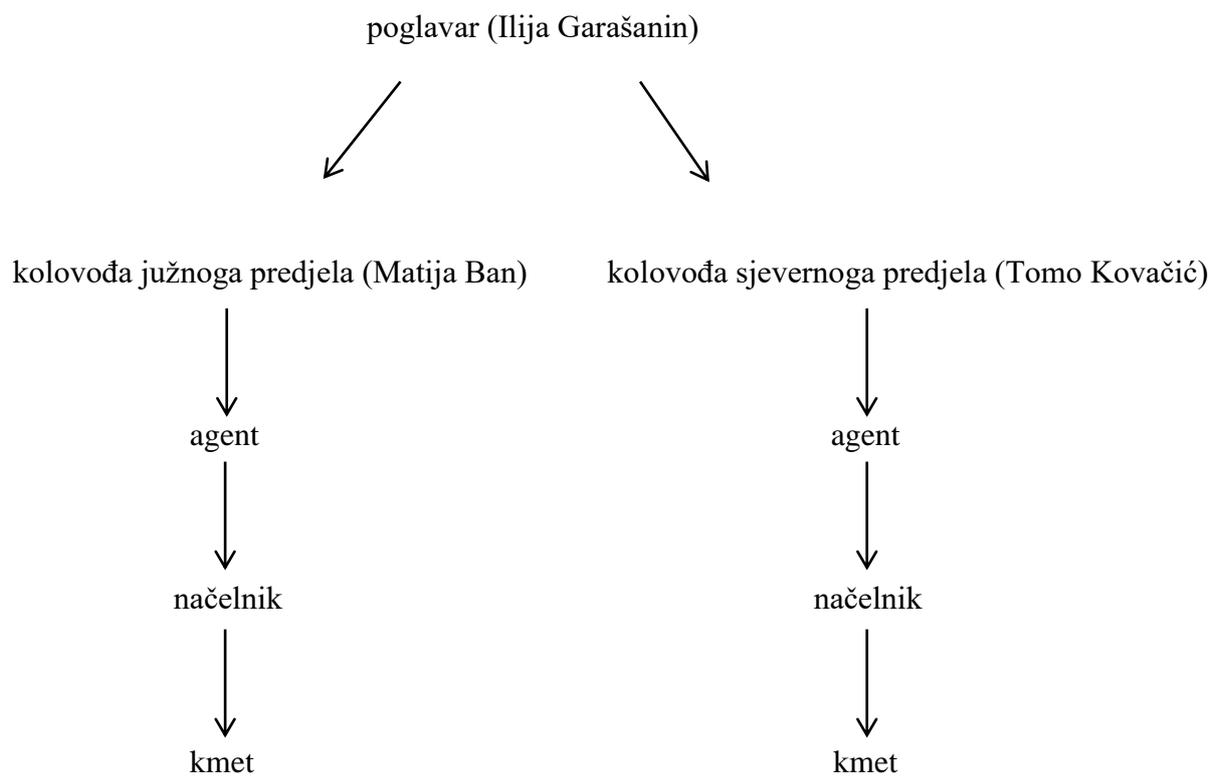 poglavar (Ilija Garašanin)
kolovođa južnoga predjela (Matija Ban)
kolovođa sjevernoga predjela (Tomo Kovačić)
agent
agent
načelnik
načelnik
kmet
kmet